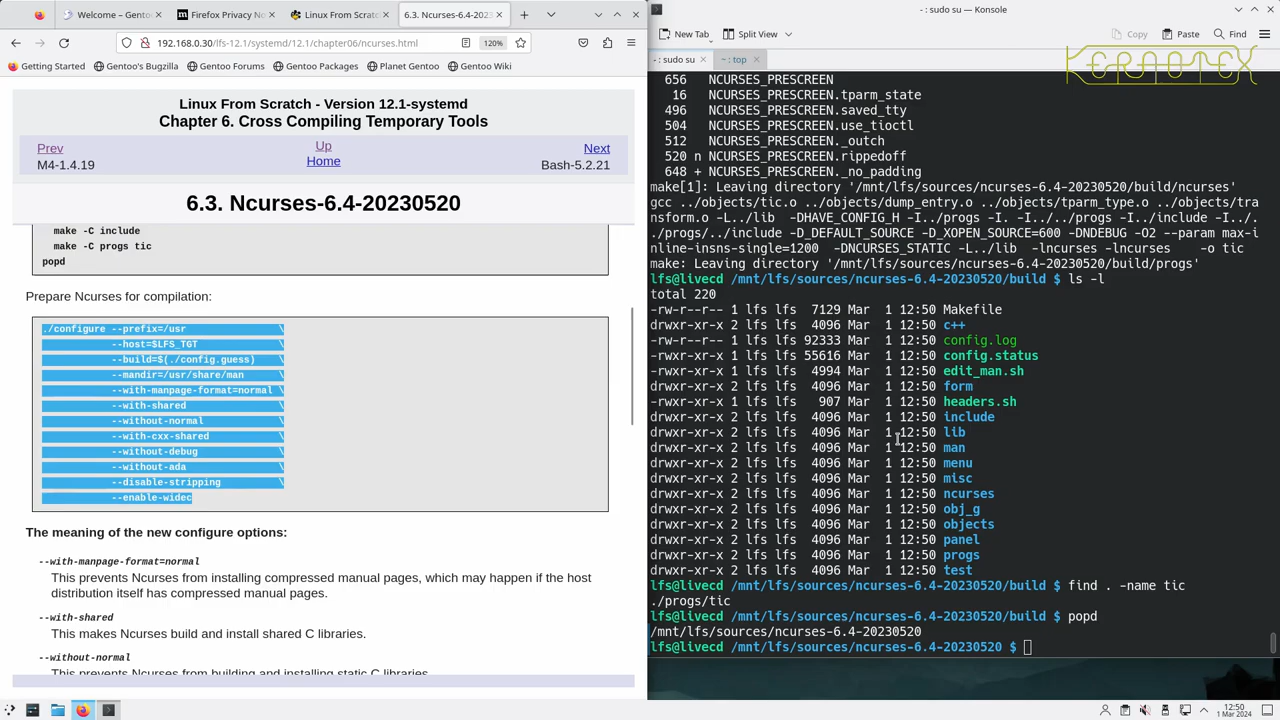 Welcome – Gentoo
Firefox Privacy No
Linux From Scratc
6.3. Ncurses-6.4-2023
192.168.0.30/lfs-12.1/systemd/12.1/chapter06/ncurses.html
120%
Getting Started
Gentoo's Bugzilla
Gentoo Forums
Gentoo Packages
Planet Gentoo
Gentoo Wiki
Linux From Scratch - Version 12.1-systemd
Chapter 6. Cross Compiling Temporary Tools
Prev
Up
Next
M4-1.4.19
Home
Bash-5.2.21
6.3. Ncurses-6.4-20230520
make -C include
make -C progs tic
popd
Prepare Ncurses for compilation:
./configure --prefix=/usr \
--host=$LFS_TGT \
--build=$(./config.guess) \
--mandir=/usr/share/man \
--with-manpage-format=normal \
--with-shared \
--without-normal \
--with-cxx-shared \
--without-debug \
--without-ada \
--disable-stripping \
--enable-widec
The meaning of the new configure options:
--with-manpage-format=normal
This prevents Ncurses from installing compressed manual pages, which may happen if the host
distribution itself has compressed manual pages.
--with-shared
This makes Ncurses build and install shared C libraries.
--without-normal
This prevents Ncurses from building and installing static C libraries.
- : sudo su — Konsole
New Tab
Split View
Copy
Paste
Find
- : sudo su
~ : top
KERNOTEX
656 NCURSES_PRESCREEN
16 NCURSES_PRESCREEN.tparm_state
496 NCURSES_PRESCREEN.saved_tty
504 NCURSES_PRESCREEN.use_tioctl
512 NCURSES_PRESCREEN._outch
520 n NCURSES_PRESCREEN.rippedoff
648 + NCURSES_PRESCREEN._no_padding
make[1]: Leaving directory '/mnt/lfs/sources/ncurses-6.4-20230520/build/ncurses'
gcc ../objects/tic.o ../objects/dump_entry.o ../objects/tparm_type.o ../objects/tra
nsform.o -L../lib -DHAVE_CONFIG_H -I../progs -I. -I../../progs -I../include -I../.
./progs/../include -D_DEFAULT_SOURCE -D_XOPEN_SOURCE=600 -DNDEBUG -O2 --param max-i
nline-insns-single=1200 -DNCURSES_STATIC -L../lib -lncurses -lncurses -o tic
make: Leaving directory '/mnt/lfs/sources/ncurses-6.4-20230520/build/progs'
lfs@livecd /mnt/lfs/sources/ncurses-6.4-20230520/build $ ls -l
total 220
-rw-r--r-- 1 lfs lfs 7129 Mar 1 12:50 Makefile
drwxr-xr-x 2 lfs lfs 4096 Mar 1 12:50 c++
-rw-r--r-- 1 lfs lfs 92333 Mar 1 12:50 config.log
-rwxr-xr-x 1 lfs lfs 55616 Mar 1 12:50 config.status
-rwxr-xr-x 1 lfs lfs 4994 Mar 1 12:50 edit_man.sh
drwxr-xr-x 2 lfs lfs 4096 Mar 1 12:50 form
-rwxr-xr-x 1 lfs lfs 907 Mar 1 12:50 headers.sh
drwxr-xr-x 2 lfs lfs 4096 Mar 1 12:50 include
drwxr-xr-x 2 lfs lfs 4096 Mar 1 12:50 lib
drwxr-xr-x 2 lfs lfs 4096 Mar 1 12:50 man
drwxr-xr-x 2 lfs lfs 4096 Mar 1 12:50 menu
drwxr-xr-x 2 lfs lfs 4096 Mar 1 12:50 misc
drwxr-xr-x 2 lfs lfs 4096 Mar 1 12:50 ncurses
drwxr-xr-x 2 lfs lfs 4096 Mar 1 12:50 obj_g
drwxr-xr-x 2 lfs lfs 4096 Mar 1 12:50 objects
drwxr-xr-x 2 lfs lfs 4096 Mar 1 12:50 panel
drwxr-xr-x 2 lfs lfs 4096 Mar 1 12:50 progs
drwxr-xr-x 2 lfs lfs 4096 Mar 1 12:50 test
lfs@livecd /mnt/lfs/sources/ncurses-6.4-20230520/build $ find . -name tic
./progs/tic
lfs@livecd /mnt/lfs/sources/ncurses-6.4-20230520/build $ popd
/mnt/lfs/sources/ncurses-6.4-20230520
lfs@livecd /mnt/lfs/sources/ncurses-6.4-20230520 $
12:50
1 Mar 2024